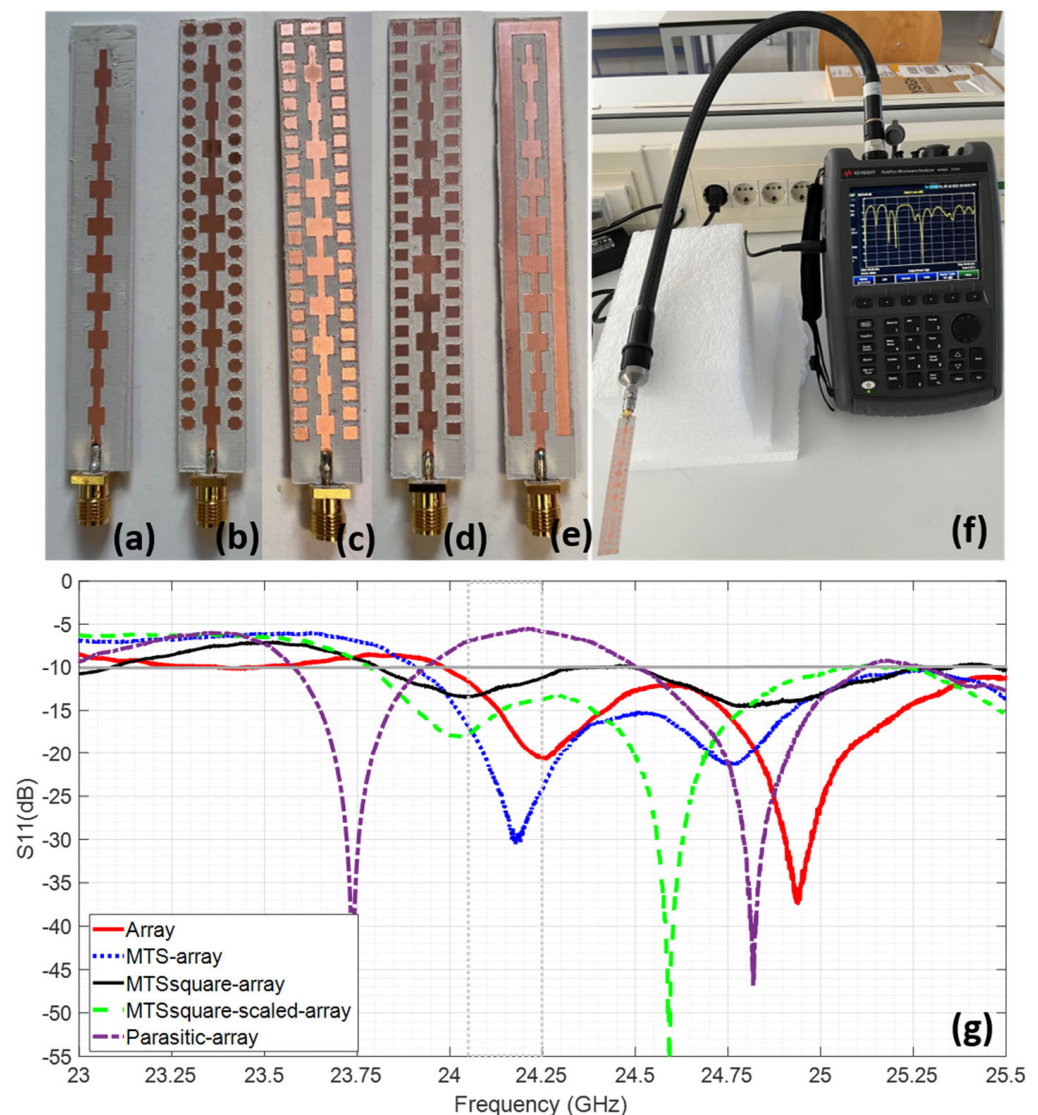 KEYSIGHT
(a)
(b)
(c)
(d)
(e)
(f)
0
-5
-10
-15
-20
-25
-30
-35
-40
-45
-50
-55
S11(dB)
Array
MTS-array
MTSsquare-array
MTSsquare-scaled-array
Parasitic-array
(g)
23
23.25
23.5
23.75
24
24.25
24.5
24.75
25
25.25
25.5
Frequency (GHz)